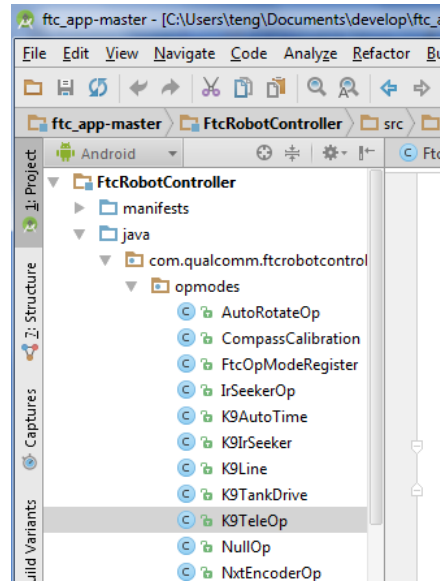 ftc_app-master - [C:\Users\teng\Documents\develop\ftc_a
File Edit View Navigate Code Analyze Refactor Bu
ftc_app-master FtcRobotController src
1: Project
Android
Ftc
FtcRobotController
manifests
java
com.qualcomm.ftcrobotcontrol
opmodes
AutoRotateOp
CompassCalibration
FtcOpModeRegister
IrSeekerOp
K9AutoTime
K9IrSeeker
K9Line
K9TankDrive
K9TeleOp
NullOp
NxtEncoderOp
7: Structure
Captures
uild Variants